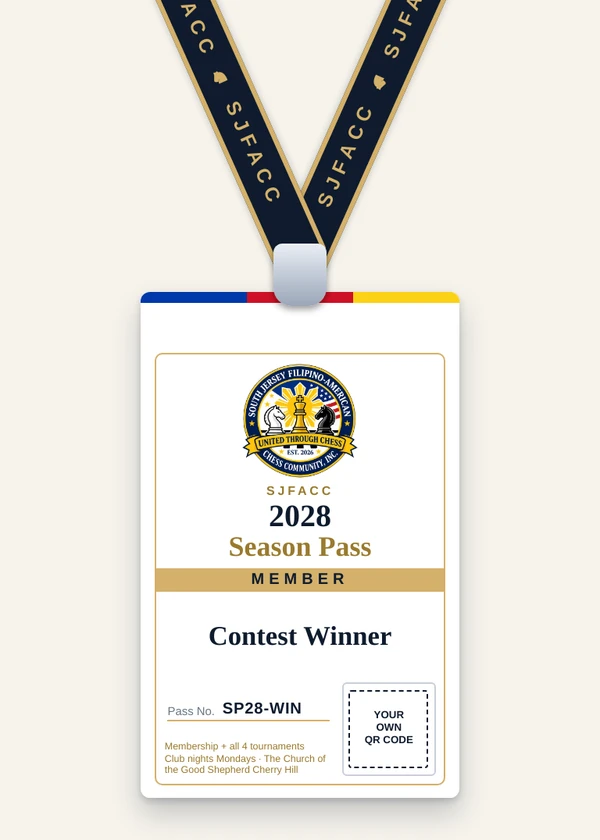 ACC SJFACC
SJFA SJFACC
SOUTH JERSEY FILIPINO-AMERICAN
UNITED THROUGH CHESS
EST. 2026
CHESS COMMUNITY, INC.
SJFACC
2028
Season Pass
MEMBER
Contest Winner
Pass No. SP28-WIN
YOUR
OWN
QR CODE
Membership + all 4 tournaments
Club nights Mondays · The Church of
the Good Shepherd Cherry Hill